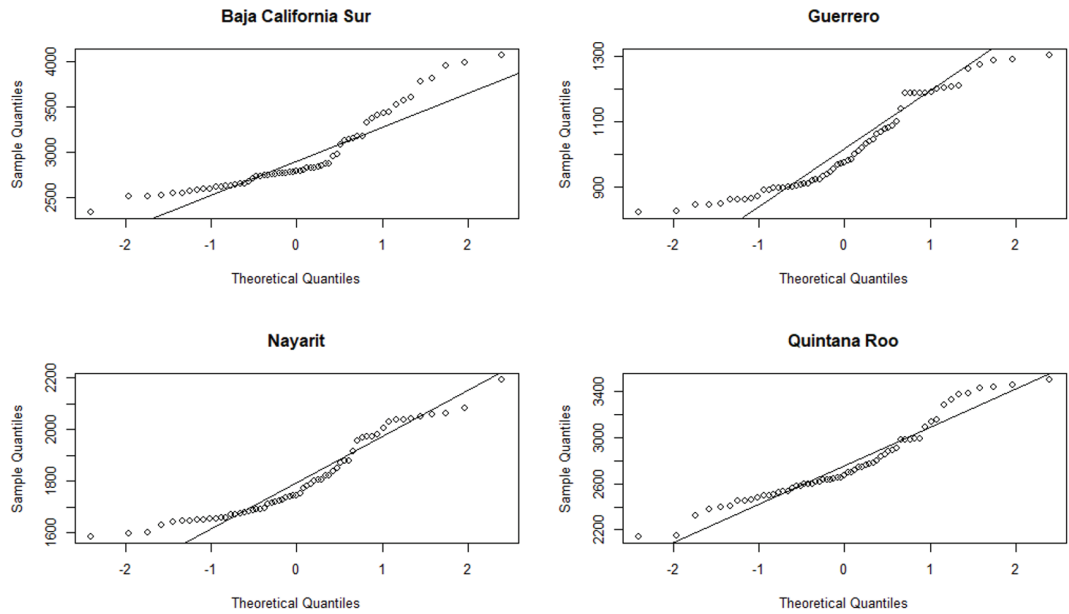 Baja California Sur
Sample Quantiles
2500 3000 3500 4000
-2 -1 0 1 2
Theoretical Quantiles
Guerrero
Sample Quantiles
900 1100 1300
-2 -1 0 1 2
Theoretical Quantiles
Nayarit
Sample Quantiles
1600 1800 2000 2200
-2 -1 0 1 2
Theoretical Quantiles
Quintana Roo
Sample Quantiles
2200 2600 3000 3400
-2 -1 0 1 2
Theoretical Quantiles